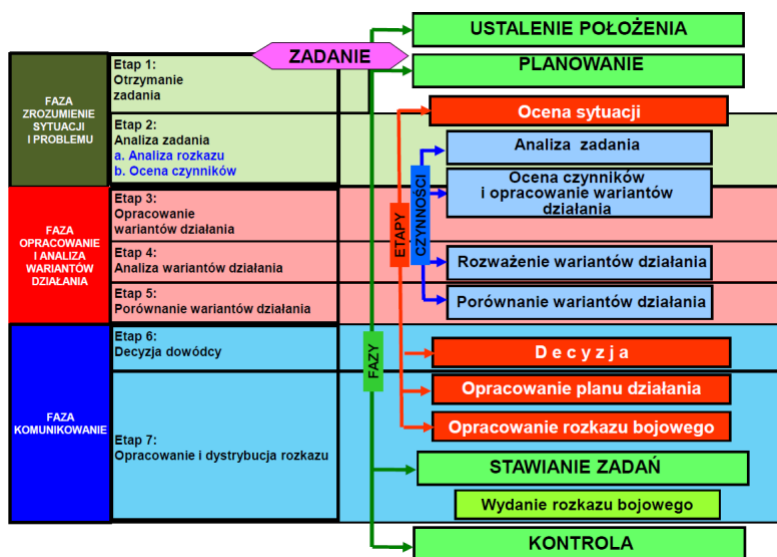 USTALENIE POŁOŻENIA
ZADANIE
PLANOWANIE
FAZA
ZROZUMIENIE
SYTUACJI
I PROBLEMU
Etap 1:
Otrzymanie
zadania
Etap 2:
Analiza zadania
a. Analiza rozkazu
b. Ocena czynników
Ocena sytuacji
Analiza zadania
Ocena czynników
i opracowanie wariantów
działania
FAZA
OPRACOWANIE
I ANALIZA
WARIANTÓW
DZIAŁANIA
Etap 3:
Opracowanie
wariantów działania
Etap 4:
Analiza wariantów działania
Etap 5:
Porównanie wariantów działania
ETAPY
CZYNNOŚCI
Rozważenie wariantów działania
Porównanie wariantów działania
FAZA
KOMUNIKOWANIE
Etap 6:
Decyzja dowódcy
Etap 7:
Opracowanie i dystrybucja rozkazu
FAZY
D e c y z j a
Opracowanie planu działania
Opracowanie rozkazu bojowego
STAWIANIE ZADAŃ
Wydanie rozkazu bojowego
KONTROLA